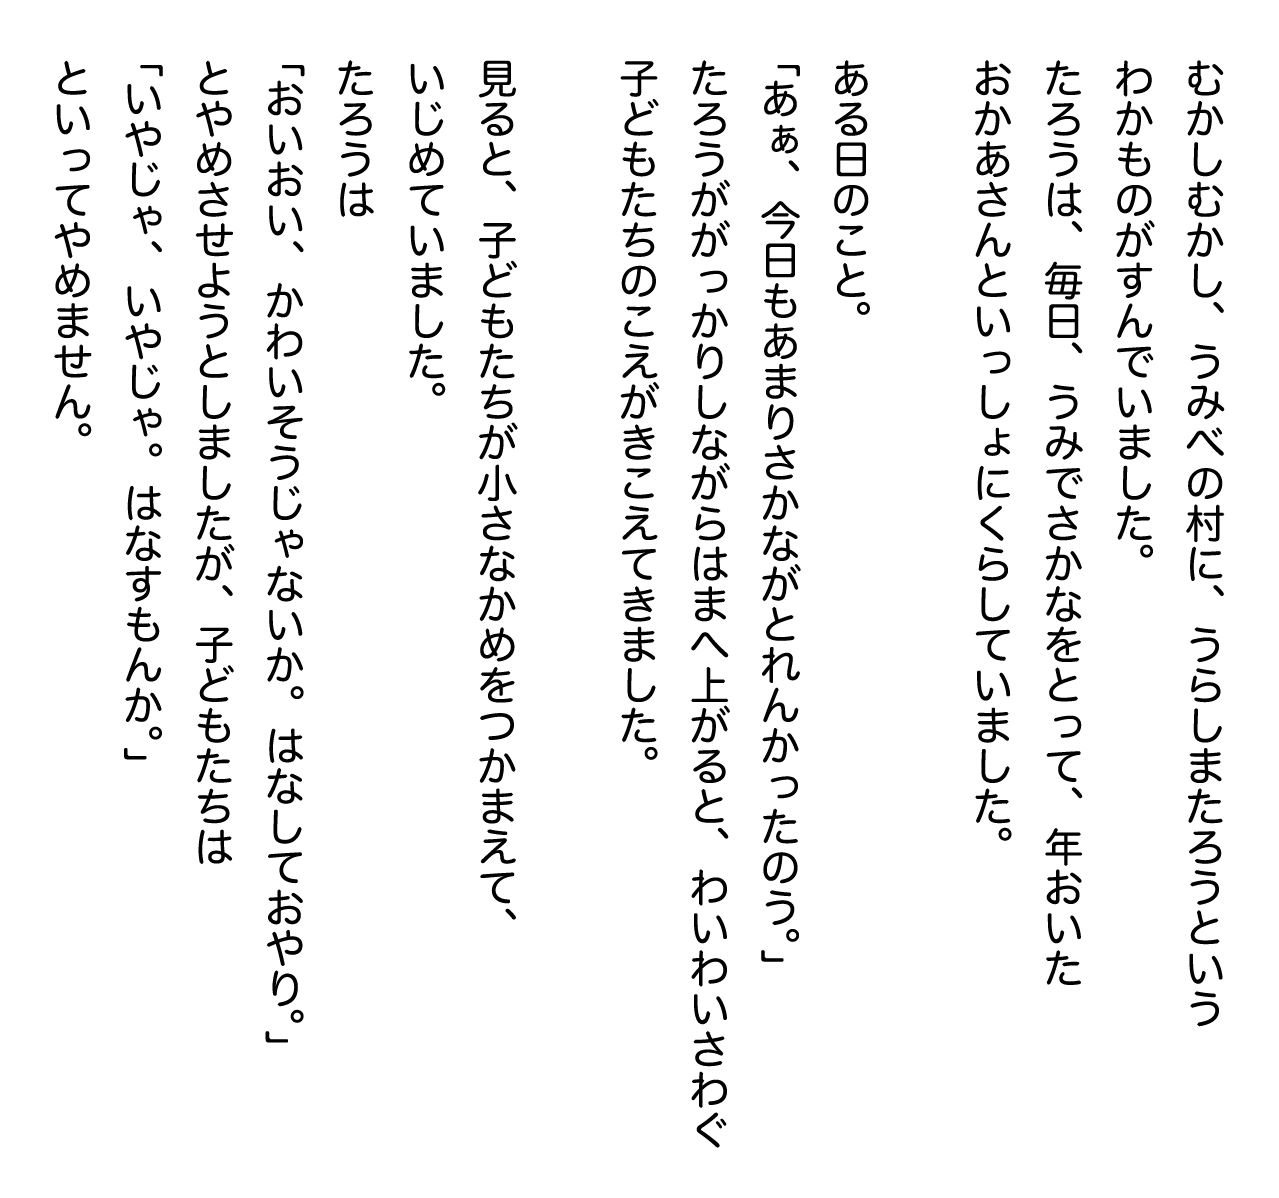 むかしむかし、うみべの村に、うらしまたろうという
わかものがすんでいました。
たろうは、毎日、うみでさかなをとって、年おいた
おかあさんといっしょにくらしていました。
ある日のこと。
「あぁ、今日もあまりさかながとれんかったのう。」
たろうががっかりしながらはまへ上がると、わいわいさわぐ
子どもたちのこえがきこえてきました。
見ると、子どもたちが小さなかめをつかまえて、
いじめていました。
たろうは
「おいおい、かわいそうじゃないか。はなしておやり。」
とやめさせようとしましたが、子どもたちは
「いやじゃ、いやじゃ。はなすもんか。」
といってやめません。